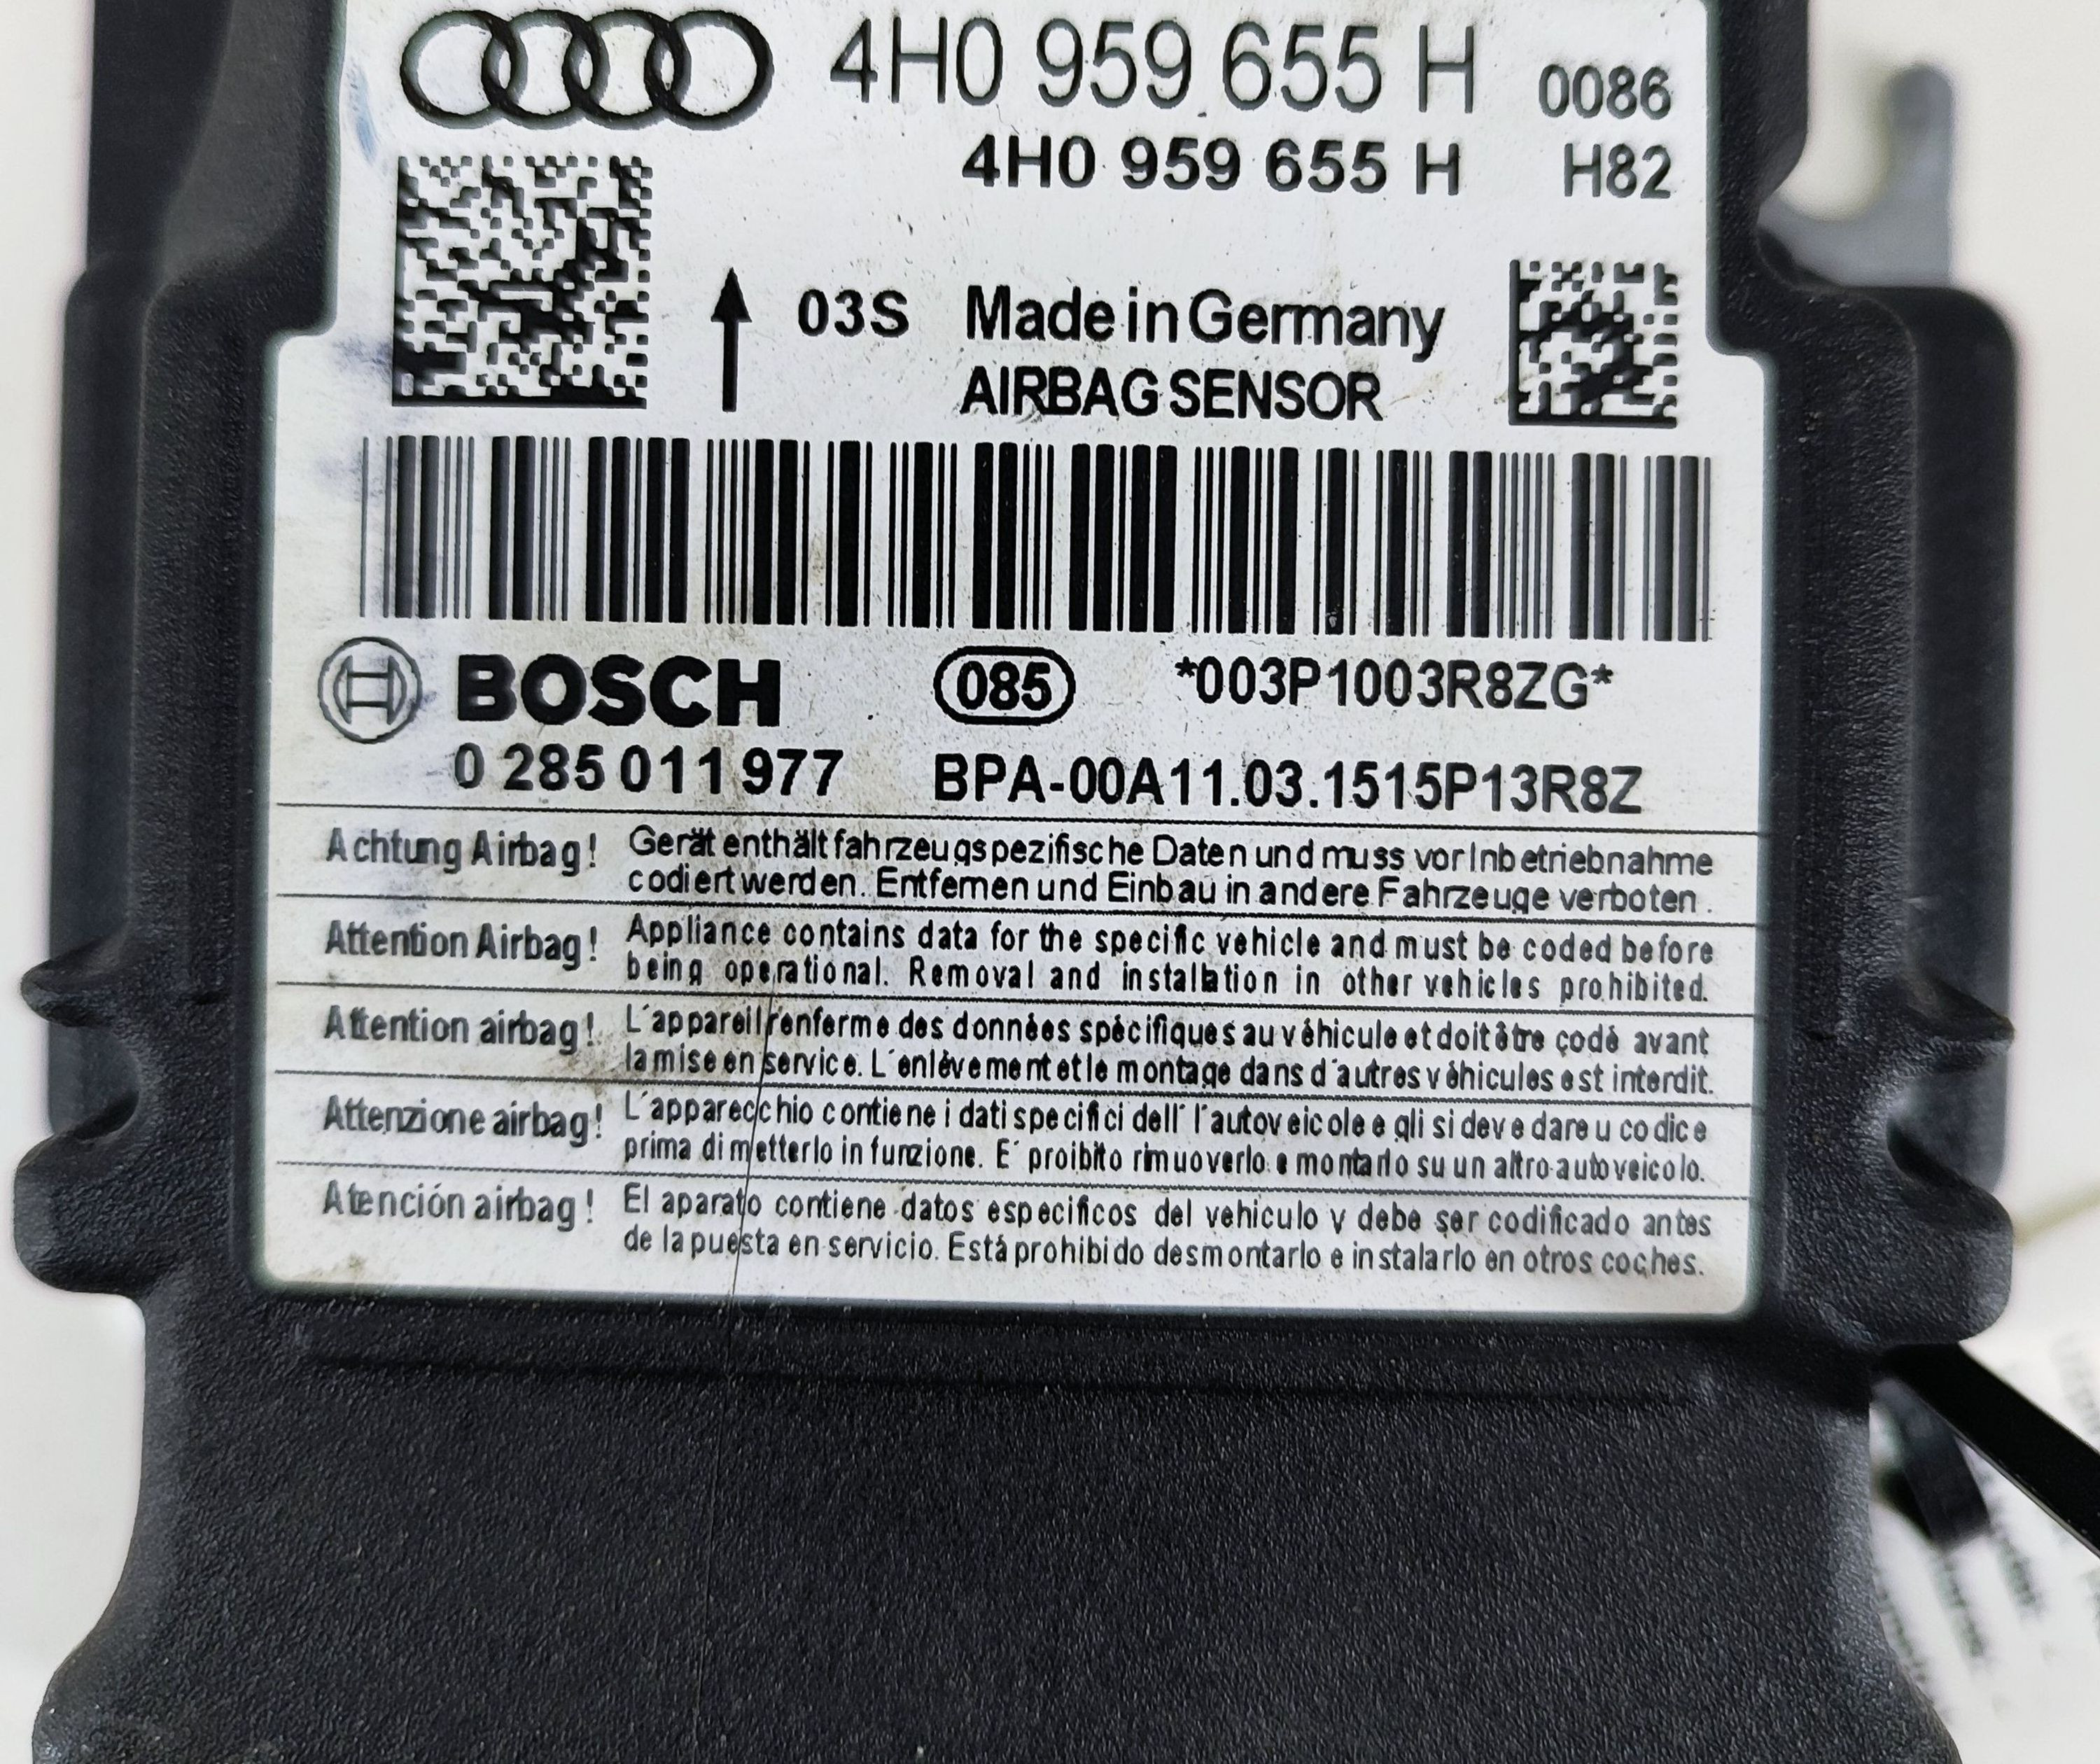 4H0 959 655 H 0086
4H0 959 655 H H82
03S Made in Germany
AIRBAG SENSOR
BOSCH 085 *003P1003R8ZG*
0 285 011 977 BPA-00A11.03.1515P13R8Z
Achtung Airbag! Gerät enthält fahrzeugspezifische Daten und muss vor Inbetriebnahme
codiert werden. Entfernen und Einbau in andere Fahrzeuge verboten.
Attention Airbag! Appliance contains data for the specific vehicle and must be coded before
being operational. Removal and installation in other vehicles prohibited.
Attention airbag! L´appareil renferme des données spécifiques au véhicule et doit être codé avant
la mise en service. L´enlèvement et le montage dans d´autres véhicules est interdit.
Attenzione airbag! L´apparecchio contiene i dati specifici dell´ l´autoveicole e gli si deve dare u codice
prima di metterlo in funzione. E´ proibito rimuoverlo e montarlo su un altro autoveicolo.
Atención airbag! El aparato contiene datos especificos del vehiculo y debe ser codificado antes
de la puesta en servicio. Está prohibido desmontarlo e instalarlo en otros coches.